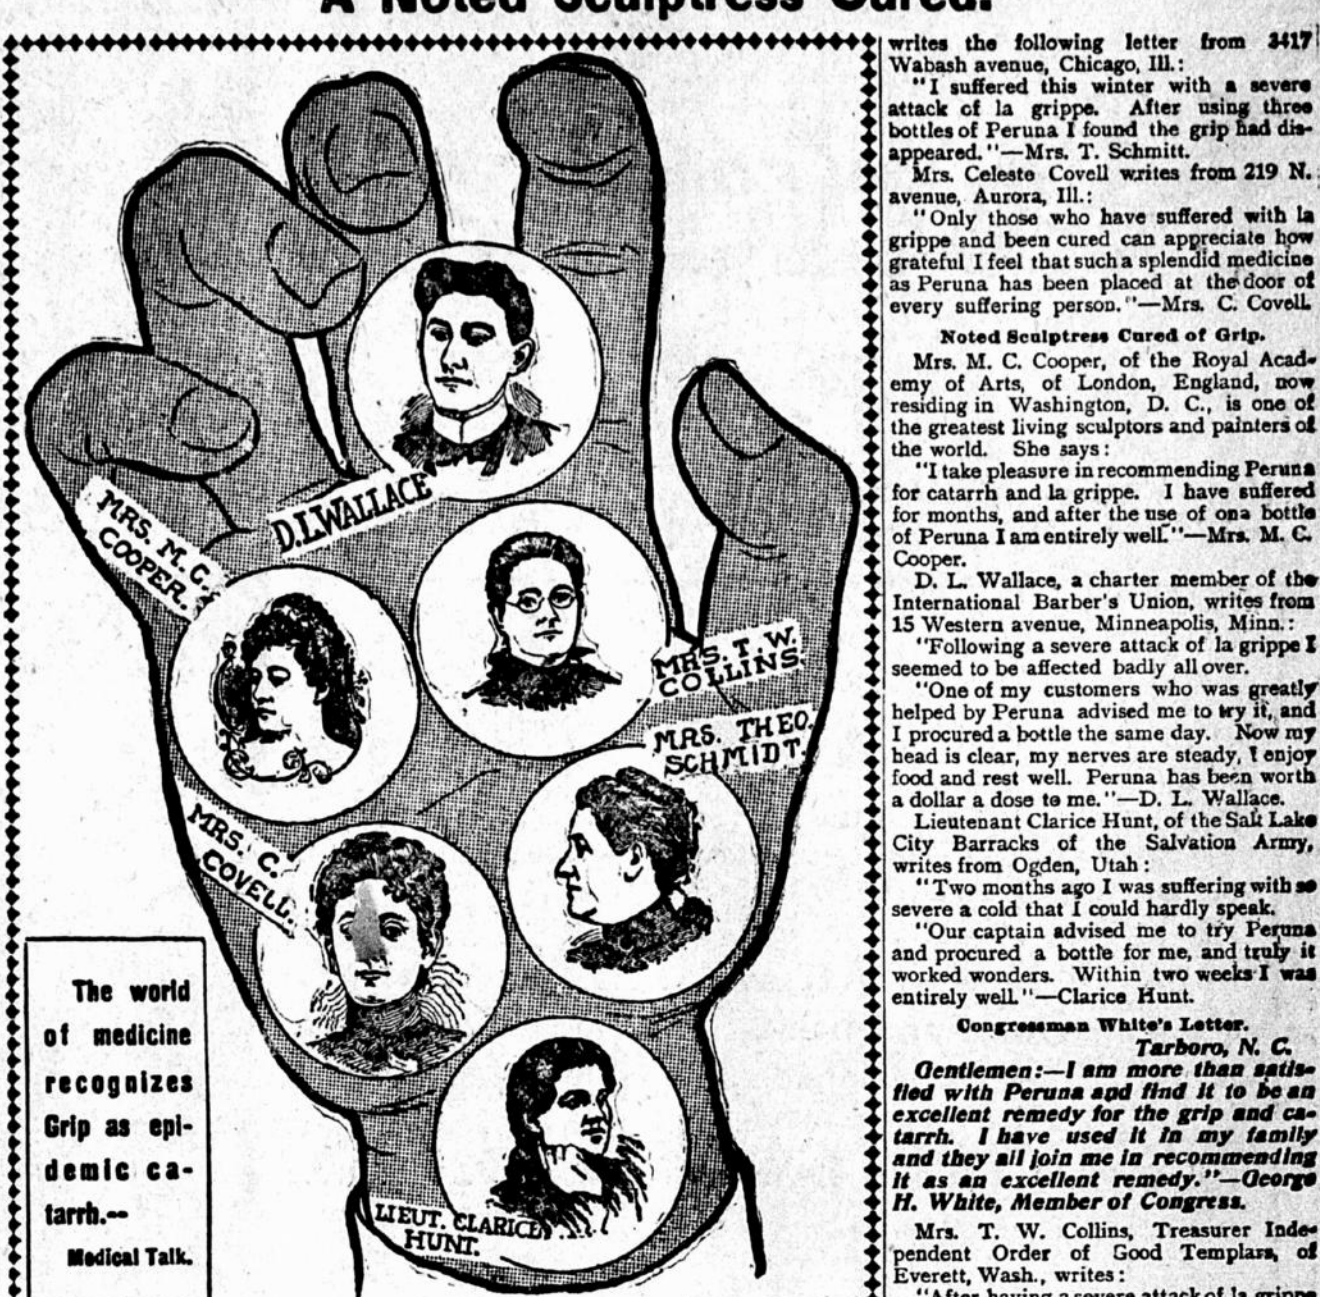 A Noted Sculptress Cured.
MRS. M. C.
COOPER.
D.L.WALLACE
MRS. T. W.
COLLINS.
MRS. THEO.
SCHMIDT.
MRS. C.
COVELL.
LIEUT. CLARICE
HUNT.
The world
of medicine
recognizes
Grip as epi-
demic ca-
tarrh.--
Medical Talk.
writes the following letter from 3417
Wabash avenue, Chicago, Ill.:
"I suffered this winter with a severe
attack of la grippe. After using three
bottles of Peruna I found the grip had dis-
appeared."—Mrs. T. Schmitt.
Mrs. Celeste Covell writes from 219 N.
avenue, Aurora, Ill.:
"Only those who have suffered with la
grippe and been cured can appreciate how
grateful I feel that such a splendid medicine
as Peruna has been placed at the door of
every suffering person."—Mrs. C. Covell.
Noted Sculptress Cured of Grip.
Mrs. M. C. Cooper, of the Royal Acad-
emy of Arts, of London, England, now
residing in Washington, D. C., is one of
the greatest living sculptors and painters of
the world. She says:
"I take pleasure in recommending Peruna
for catarrh and la grippe. I have suffered
for months, and after the use of one bottle
of Peruna I am entirely well."—Mrs. M. C.
Cooper.
D. L. Wallace, a charter member of the
International Barber's Union, writes from
15 Western avenue, Minneapolis, Minn.:
"Following a severe attack of la grippe I
seemed to be affected badly all over.
"One of my customers who was greatly
helped by Peruna advised me to try it, and
I procured a bottle the same day. Now my
head is clear, my nerves are steady, I enjoy
food and rest well. Peruna has been worth
a dollar a dose to me."—D. L. Wallace.
Lieutenant Clarice Hunt, of the Salt Lake
City Barracks of the Salvation Army,
writes from Ogden, Utah:
"Two months ago I was suffering with so
severe a cold that I could hardly speak.
"Our captain advised me to try Peruna
and procured a bottle for me, and truly it
worked wonders. Within two weeks I was
entirely well."—Clarice Hunt.
Congressman White's Letter.
Tarboro, N. C.
Gentlemen:—I am more than satis-
fied with Peruna and find it to be an
excellent remedy for the grip and ca-
tarrh. I have used it in my family
and they all join me in recommending
it as an excellent remedy."—George
H. White, Member of Congress.
Mrs. T. W. Collins, Treasurer Inde-
pendent Order of Good Templars, of
Everett, Wash., writes:
"After having a severe attack of la grippe